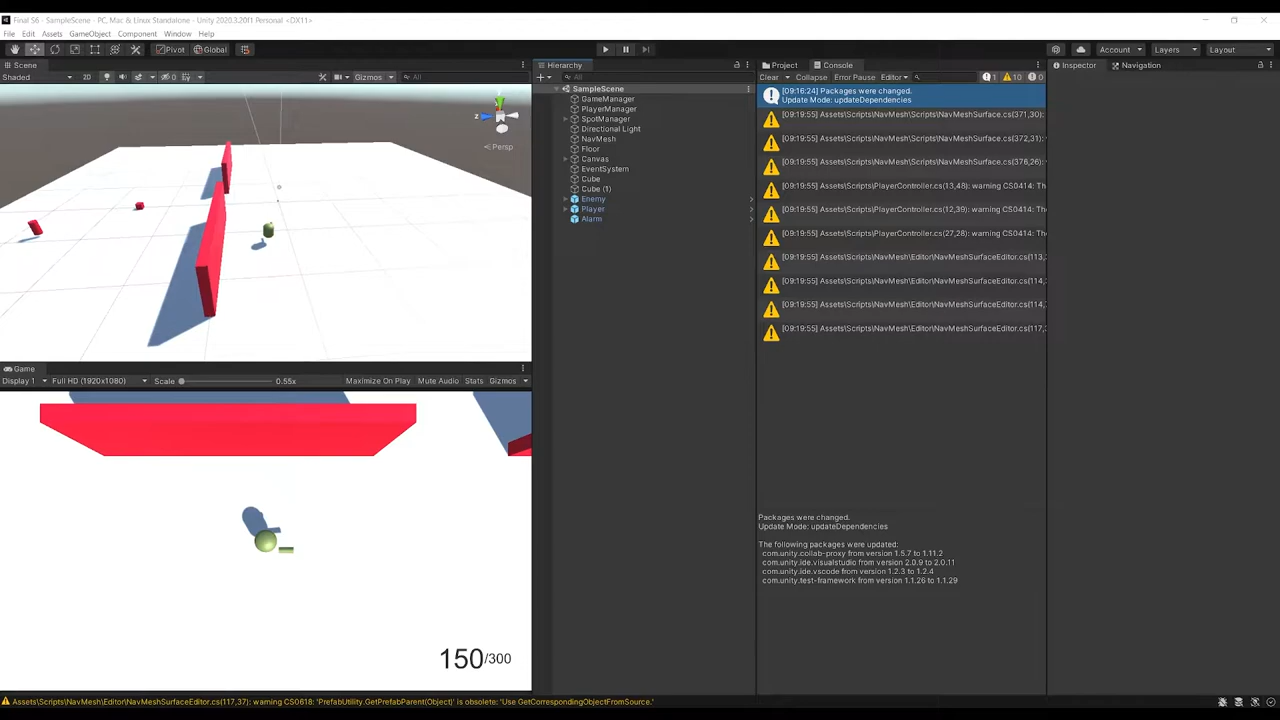 Final S6 - SampleScene - PC, Mac & Linux Standalone - Unity 2020.3.20f1 Personal <DX11>
File Edit Assets GameObject Component Window Help
Pivot Global Account Layers Layout
Scene
Shaded 2D 0 Gizmos All
Persp
Game
Display 1 Full HD (1920x1080) Scale 0.55x Maximize On Play Mute Audio Stats Gizmos
150/300
Hierarchy
All
SampleScene
GameManager
PlayerManager
SpotManager
Directional Light
NavMesh
Floor
Canvas
EventSystem
Cube
Cube (1)
Enemy
Player
Alarm
Project Console
Clear Collapse Error Pause Editor 1 10 0
[09:16:24] Packages were changed.
Update Mode: updateDependencies
[09:19:55] Assets\Scripts\NavMesh\Scripts\NavMeshSurface.cs(371,30):
[09:19:55] Assets\Scripts\NavMesh\Scripts\NavMeshSurface.cs(372,31):
[09:19:55] Assets\Scripts\NavMesh\Scripts\NavMeshSurface.cs(376,26):
[09:19:55] Assets\Scripts\PlayerController.cs(13,48): warning CS0414: Th
[09:19:55] Assets\Scripts\PlayerController.cs(12,39): warning CS0414: The
[09:19:55] Assets\Scripts\PlayerController.cs(27,28): warning CS0414: The
[09:19:55] Assets\Scripts\NavMesh\Editor\NavMeshSurfaceEditor.cs(113,
[09:19:55] Assets\Scripts\NavMesh\Editor\NavMeshSurfaceEditor.cs(114,
[09:19:55] Assets\Scripts\NavMesh\Editor\NavMeshSurfaceEditor.cs(114,
[09:19:55] Assets\Scripts\NavMesh\Editor\NavMeshSurfaceEditor.cs(117,
Packages were changed.
Update Mode: updateDependencies
The following packages were updated:
com.unity.collab-proxy from version 1.5.7 to 1.11.2
com.unity.ide.visualstudio from version 2.0.9 to 2.0.11
com.unity.ide.vscode from version 1.2.3 to 1.2.4
com.unity.test-framework from version 1.1.26 to 1.1.29
Inspector Navigation
Assets\Scripts\NavMesh\Editor\NavMeshSurfaceEditor.cs(117,37): warning CS0618: 'PrefabUtility.GetPrefabParent(Object)' is obsolete: 'Use GetCorrespondingObjectFromSource.'